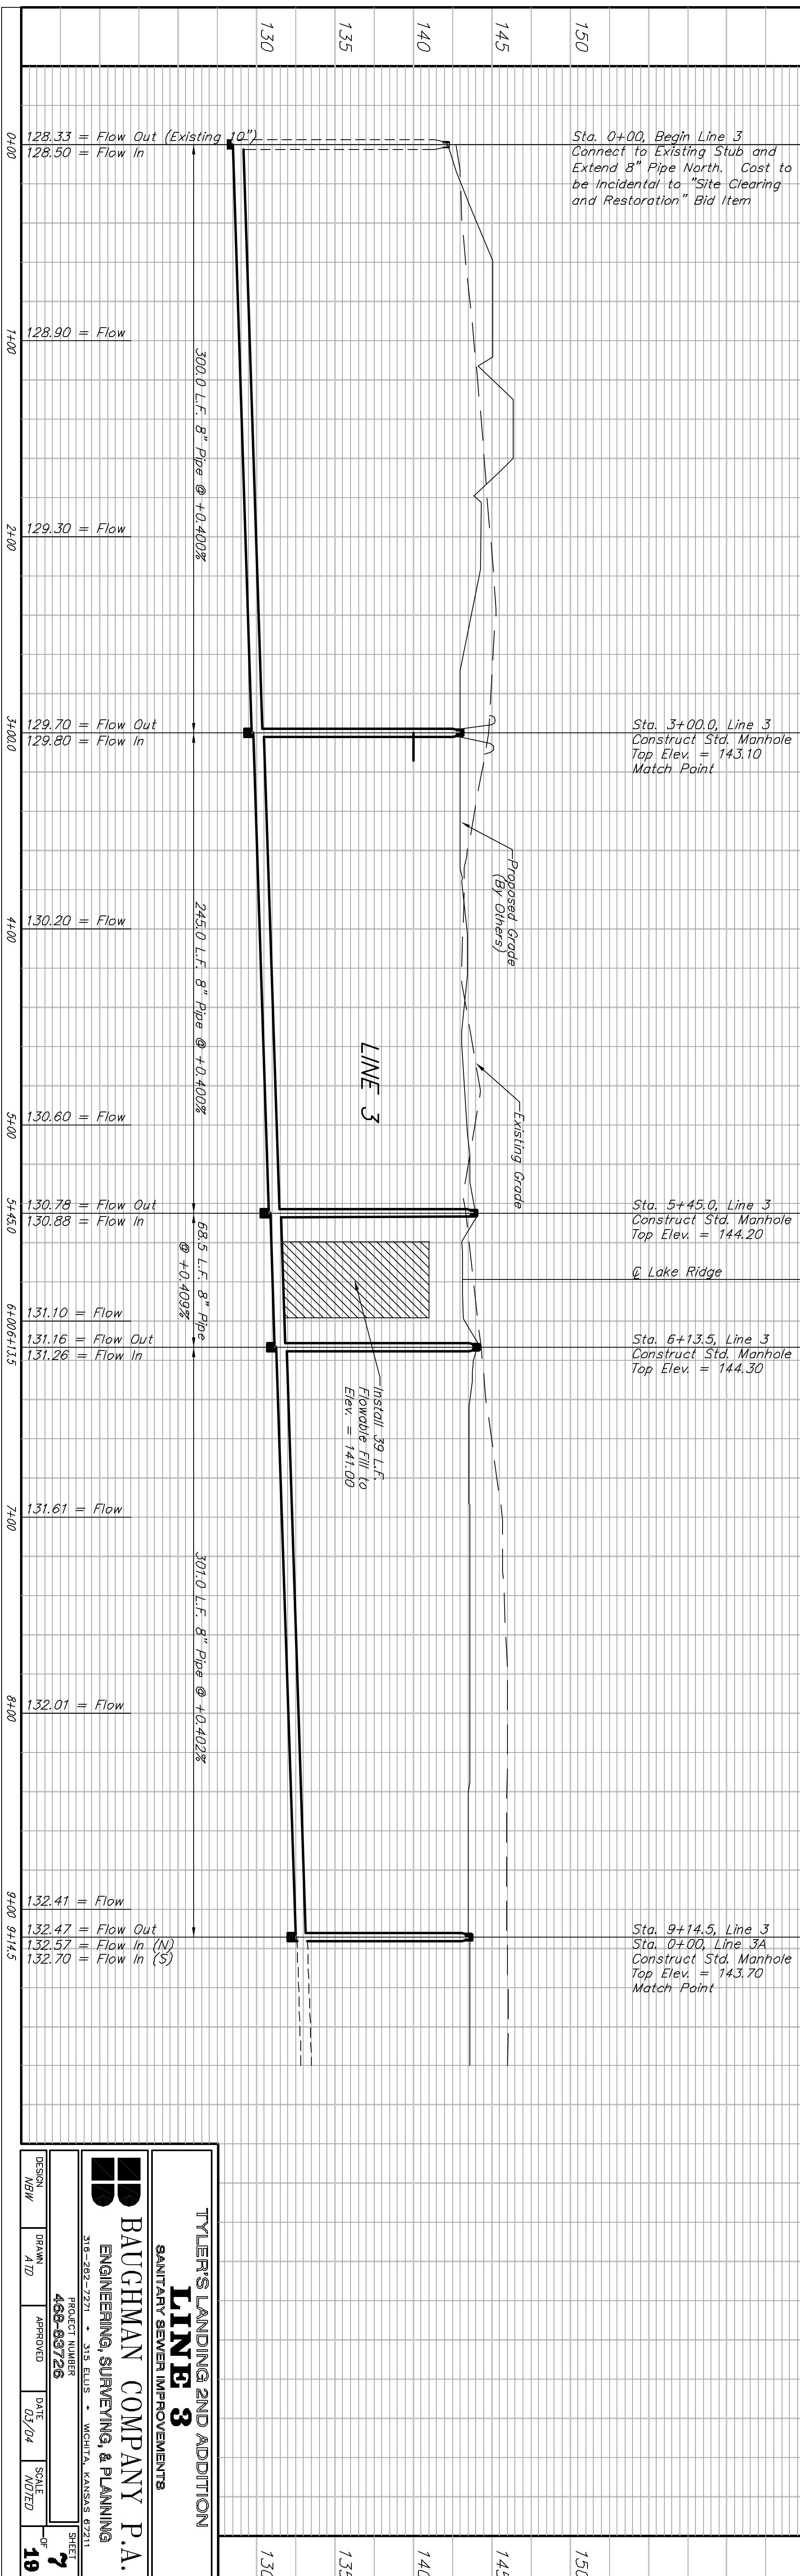 130
135
140
145
150
128.33 = Flow Out (Existing 10")
128.50 = Flow In
0+00
Sta. 0+00, Begin Line 3
Connect to Existing Stub and
Extend 8" Pipe North. Cost to
be Incidental to "Site Clearing
and Restoration" Bid Item
128.90 = Flow
1+00
300.0 L.F. 8" Pipe @ +0.400%
129.30 = Flow
2+00
129.70 = Flow Out
129.80 = Flow In
3+00.0
Sta. 3+00.0, Line 3
Construct Std. Manhole
Top Elev. = 143.10
Match Point
Proposed Grade
(By Others)
130.20 = Flow
4+00
245.0 L.F. 8" Pipe @ +0.400%
LINE 3
Existing Grade
130.60 = Flow
5+00
130.78 = Flow Out
130.88 = Flow In
5+45.0
Sta. 5+45.0, Line 3
Construct Std. Manhole
Top Elev. = 144.20
68.5 L.F. 8" Pipe
@ +0.409%
℄ Lake Ridge
131.10 = Flow
6+00
131.16 = Flow Out
131.26 = Flow In
6+13.5
Sta. 6+13.5, Line 3
Construct Std. Manhole
Top Elev. = 144.30
Install 39 L.F.
Flowable Fill to
Elev. = 141.00
131.61 = Flow
7+00
301.0 L.F. 8" Pipe @ +0.402%
132.01 = Flow
8+00
132.41 = Flow
9+00
132.47 = Flow Out
132.57 = Flow In (N)
132.70 = Flow In (S)
9+14.5
Sta. 9+14.5, Line 3
Sta. 0+00, Line 3A
Construct Std. Manhole
Top Elev. = 143.70
Match Point
TYLER'S LANDING 2ND ADDITION
LINE 3
SANITARY SEWER IMPROVEMENTS
BAUGHMAN COMPANY P.A.
ENGINEERING, SURVEYING, & PLANNING
316-262-7271 * 315 ELLIS * WICHITA, KANSAS 67211
PROJECT NUMBER
468-83726
DESIGN
NBW
DRAWN
ATD
APPROVED
DATE
03/04
SCALE
NOTED
SHEET
7
OF
19
130
135
140
145
150